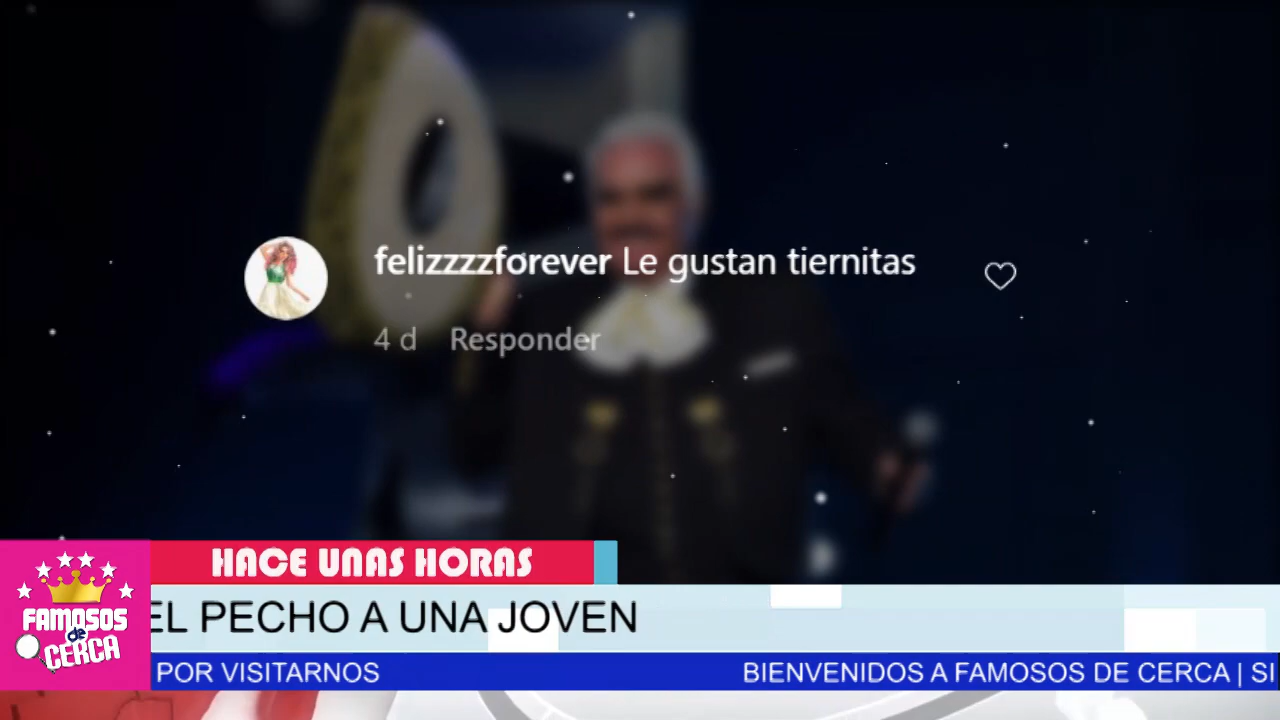 felizzzzforever Le gustan tiernitas
4 d Responder
HACE UNAS HORAS
EL PECHO A UNA JOVEN
FAMOSOS
de
CERCA
POR VISITARNOS BIENVENIDOS A FAMOSOS DE CERCA | SI